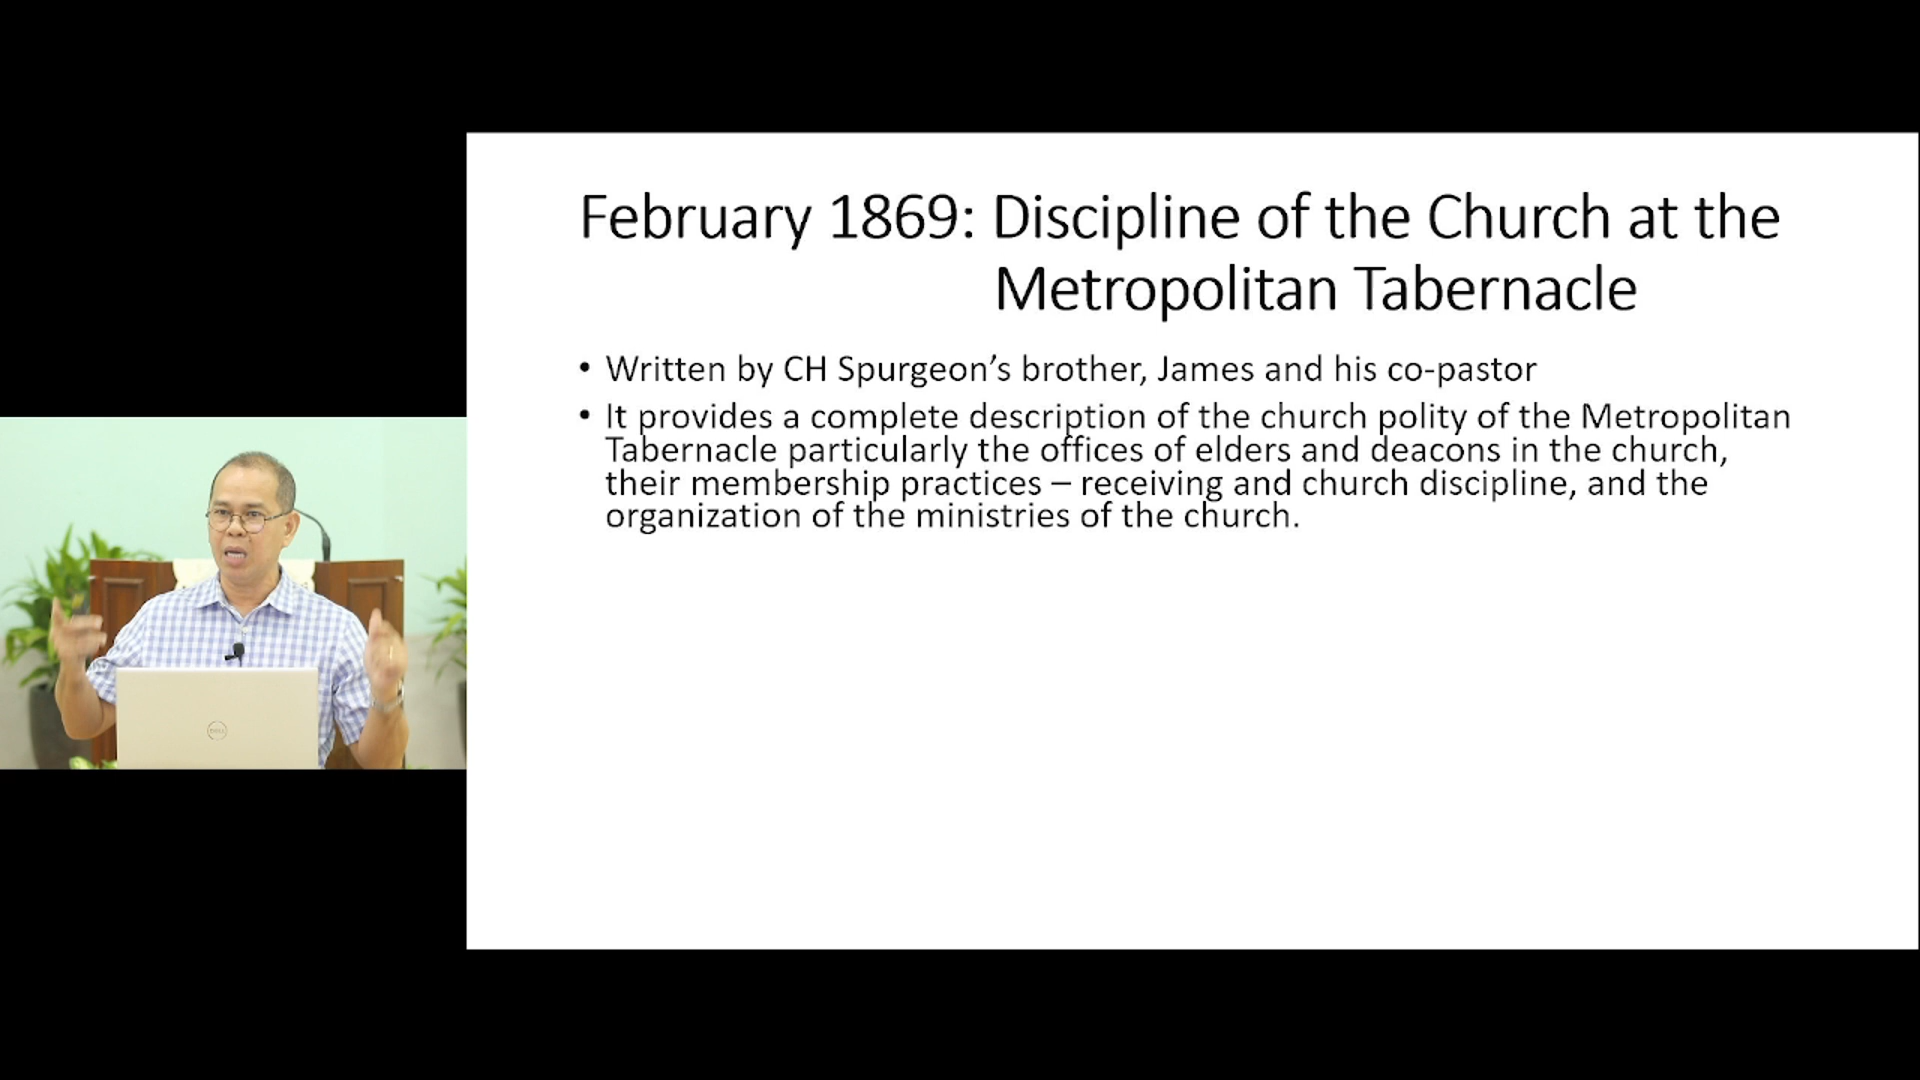 February 1869: Discipline of the Church at the
Metropolitan Tabernacle
• Written by CH Spurgeon’s brother, James and his co-pastor
• It provides a complete description of the church polity of the Metropolitan
Tabernacle particularly the offices of elders and deacons in the church,
their membership practices – receiving and church discipline, and the
organization of the ministries of the church.
DELL